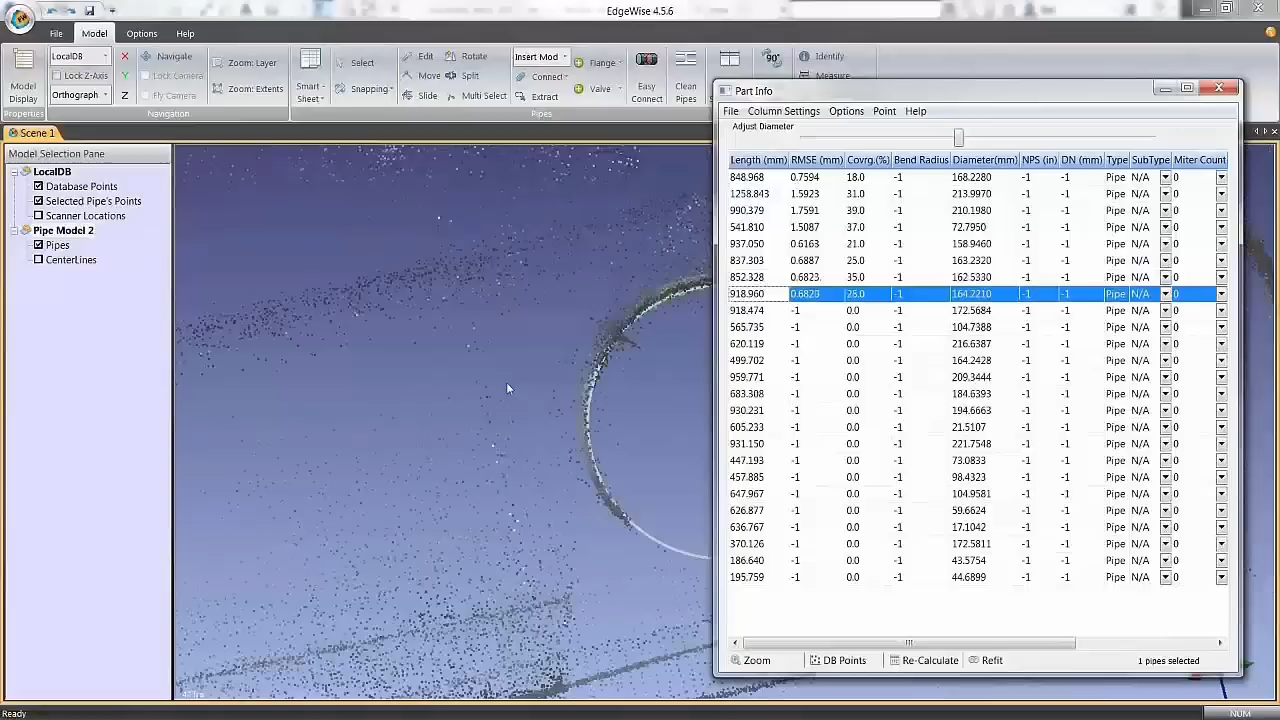 EdgeWise 4.5.6
File Model Options Help
LocalDB X Navigate Zoom: Layer Select Edit Rotate Insert Mod Flange 90° Identify
Lock Z-Axis Y Lock Camera Move Split Connect Measure
Model Display Orthograph Z Fly Camera Zoom: Extents Smart Sheet Snapping Slide Multi Select Extract Valve Easy Connect Clean Pipes
Properties Navigation Pipes
Scene 1
Model Selection Pane
LocalDB
Database Points
Selected Pipe's Points
Scanner Locations
Pipe Model 2
Pipes
CenterLines
Part Info
File Column Settings Options Point Help
Adjust Diameter
Length (mm) RMSE (mm) Covrg.(%) Bend Radius Diameter(mm) NPS (in) DN (mm) Type SubType Miter Count
848.968 0.7594 18.0 -1 168.2280 -1 -1 Pipe N/A 0
1258.843 1.5923 31.0 -1 213.9970 -1 -1 Pipe N/A 0
990.379 1.7591 39.0 -1 210.1980 -1 -1 Pipe N/A 0
541.810 1.5087 37.0 -1 72.7950 -1 -1 Pipe N/A 0
937.050 0.6163 21.0 -1 158.9460 -1 -1 Pipe N/A 0
837.303 0.6887 25.0 -1 163.2320 -1 -1 Pipe N/A 0
852.328 0.6823 35.0 -1 162.5330 -1 -1 Pipe N/A 0
918.960 0.6820 28.0 -1 164.2210 -1 -1 Pipe N/A 0
918.474 -1 0.0 -1 172.5684 -1 -1 Pipe N/A 0
565.735 -1 0.0 -1 104.7388 -1 -1 Pipe N/A 0
620.119 -1 0.0 -1 216.6387 -1 -1 Pipe N/A 0
499.702 -1 0.0 -1 164.2428 -1 -1 Pipe N/A 0
959.771 -1 0.0 -1 209.3444 -1 -1 Pipe N/A 0
683.308 -1 0.0 -1 184.6393 -1 -1 Pipe N/A 0
930.231 -1 0.0 -1 194.6663 -1 -1 Pipe N/A 0
605.233 -1 0.0 -1 21.5107 -1 -1 Pipe N/A 0
931.150 -1 0.0 -1 221.7548 -1 -1 Pipe N/A 0
447.193 -1 0.0 -1 73.0833 -1 -1 Pipe N/A 0
457.885 -1 0.0 -1 98.4323 -1 -1 Pipe N/A 0
647.967 -1 0.0 -1 104.9581 -1 -1 Pipe N/A 0
626.877 -1 0.0 -1 59.6624 -1 -1 Pipe N/A 0
636.767 -1 0.0 -1 17.1042 -1 -1 Pipe N/A 0
370.126 -1 0.0 -1 172.5811 -1 -1 Pipe N/A 0
186.640 -1 0.0 -1 43.5754 -1 -1 Pipe N/A 0
195.759 -1 0.0 -1 44.6899 -1 -1 Pipe N/A 0
Zoom DB Points Re-Calculate Refit 1 pipes selected
Ready NUM